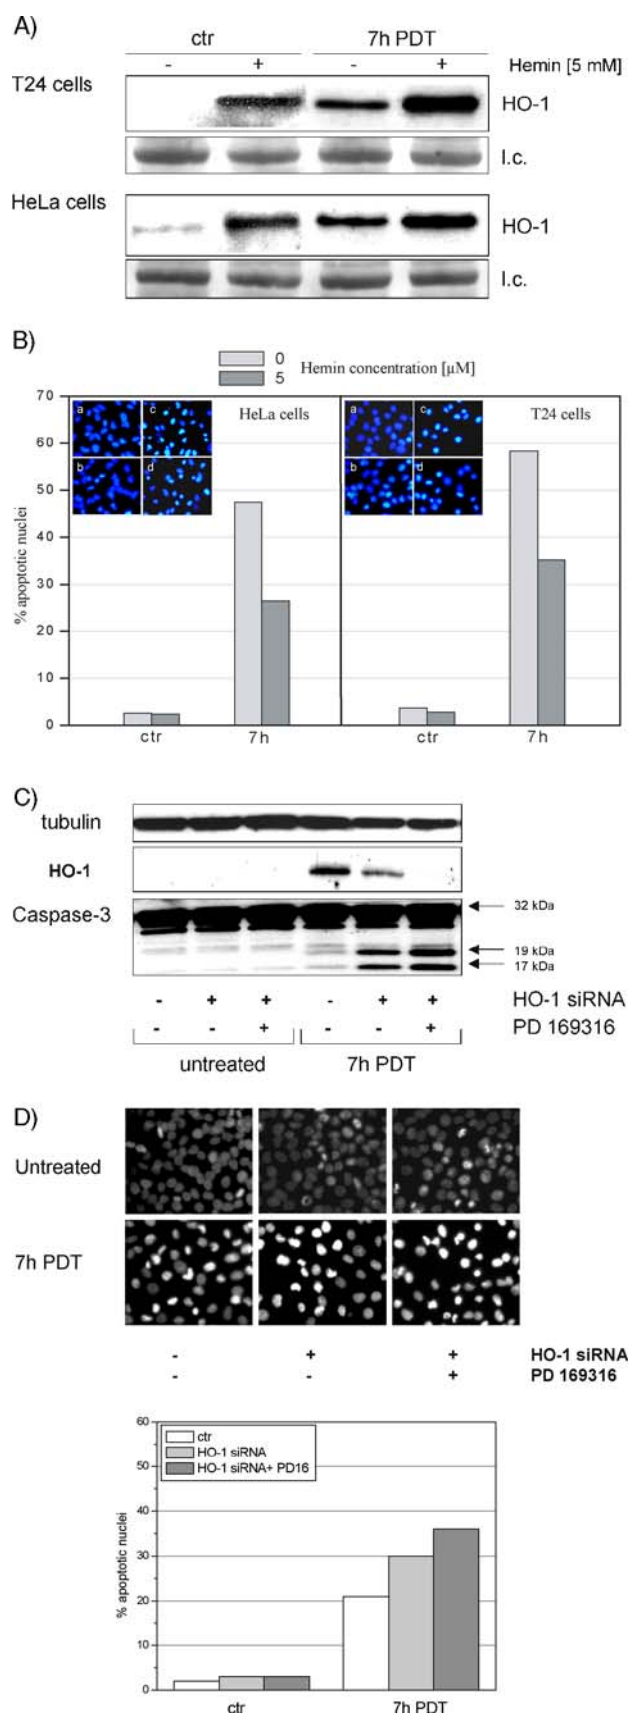 A)
ctr 7h PDT
- + - + Hemin [5 mM]
T24 cells
HO-1
l.c.
HeLa cells
HO-1
l.c.
B)
0
5
Hemin concentration [µM]
% apoptotic nuclei
70
60
50
40
30
20
10
0
a c
b d
HeLa cells
a c
b d
T24 cells
ctr 7h ctr 7h
C)
tubulin
HO-1
Caspase-3
32 kDa
19 kDa
17 kDa
- + + - + + HO-1 siRNA
- - + - - + PD 169316
untreated 7h PDT
D)
Untreated
7h PDT
- + + HO-1 siRNA
- - + PD 169316
% apoptotic nuclei
60
50
40
30
20
10
0
ctr
HO-1 siRNA
HO-1 siRNA+ PD16
ctr 7h PDT